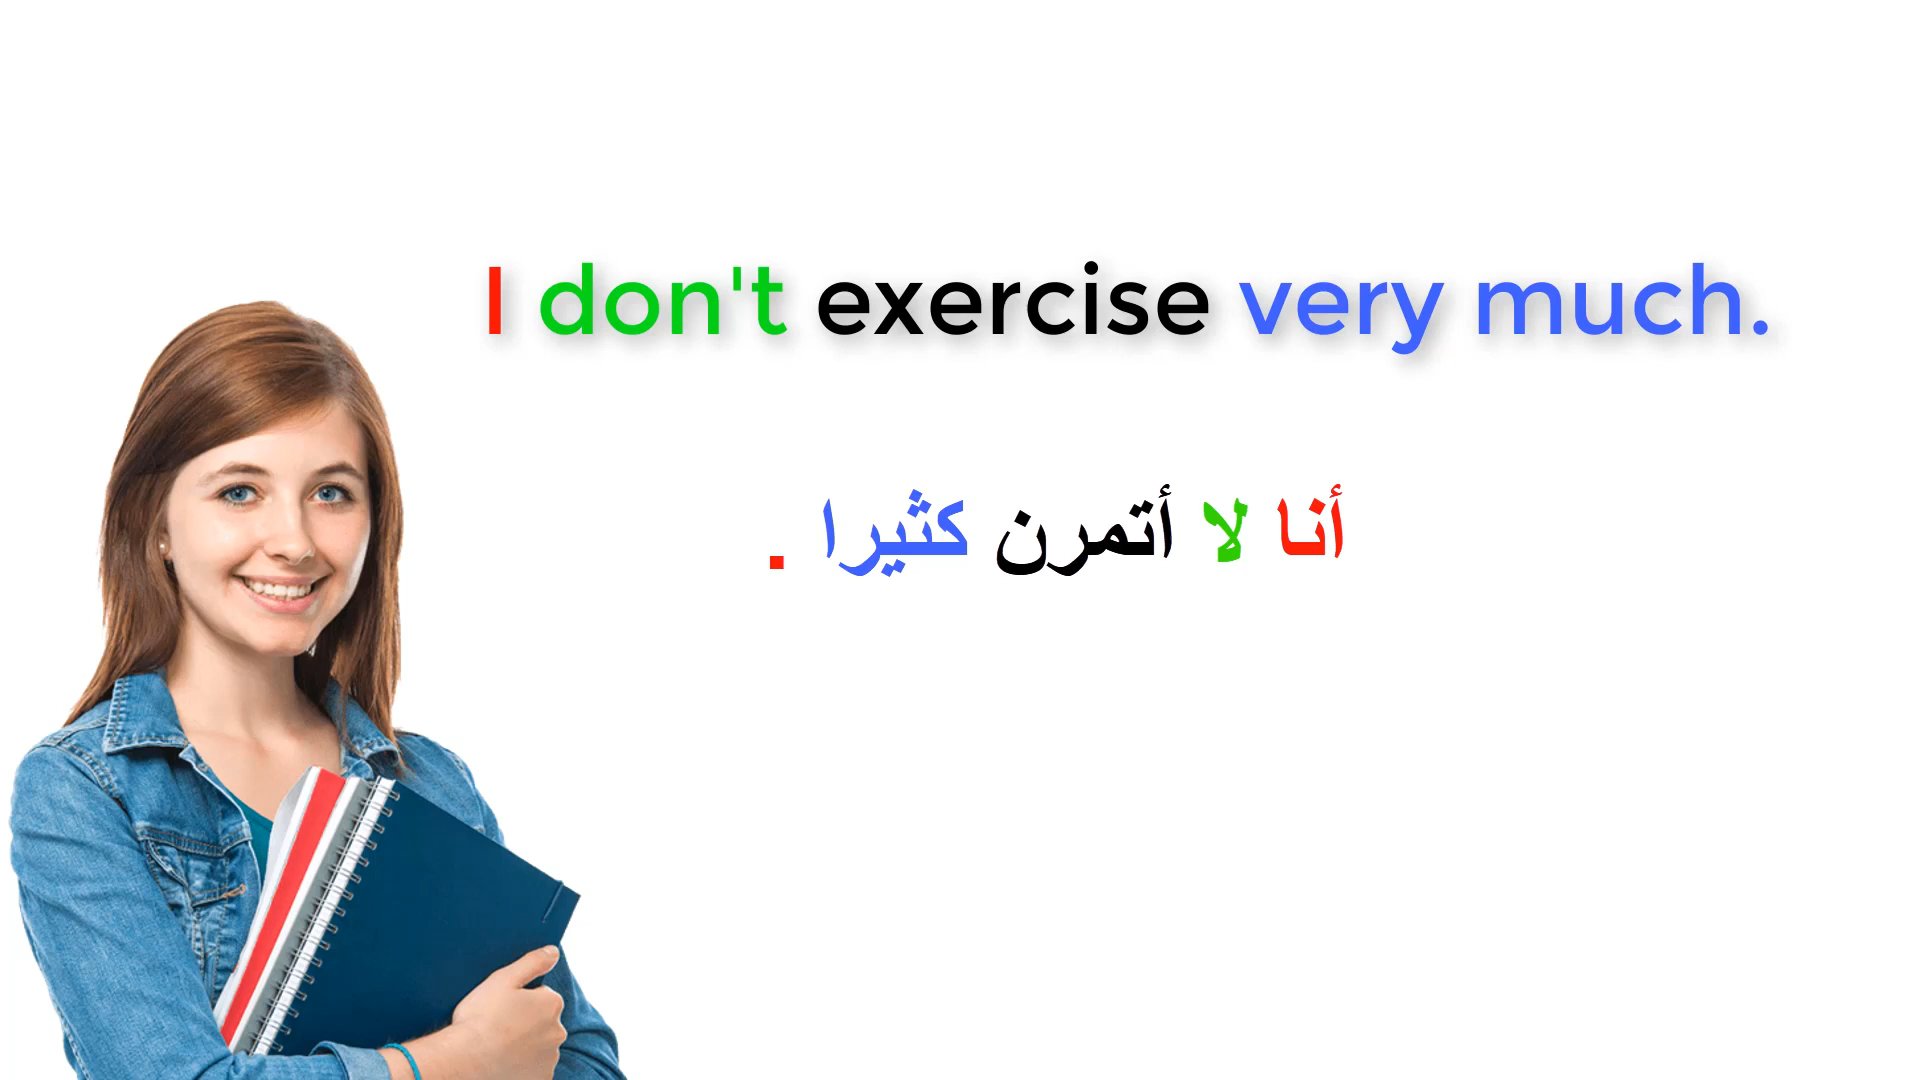 I don't exercise very much.
أنا لا أتمرن كثيرا .